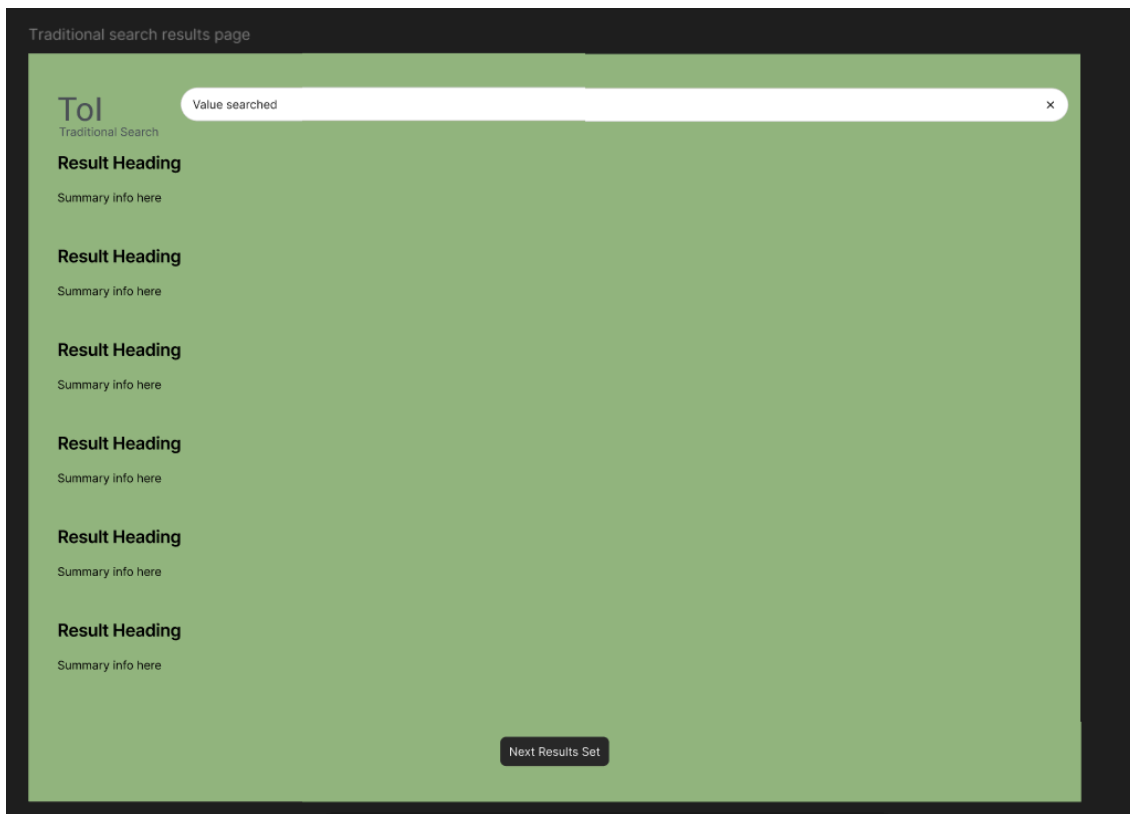 Traditional search results page
ToI
Value searched
Traditional Search
Result Heading
Summary info here
Result Heading
Summary info here
Result Heading
Summary info here
Result Heading
Summary info here
Result Heading
Summary info here
Result Heading
Summary info here
Next Results Set